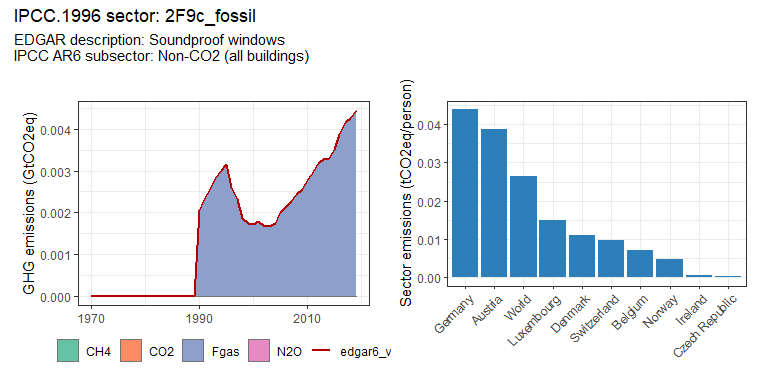 IPCC.1996 sector: 2F9c_fossil
EDGAR description: Soundproof windows
IPCC AR6 subsector: Non-CO2 (all buildings)
GHG emissions (GtCO2eq)
0.004
0.003
0.002
0.001
0.000
1970
1990
2010
CH4
CO2
Fgas
N2O
edgar6_v
Sector emissions (tCO2eq/person)
0.04
0.03
0.02
0.01
0.00
Germany
Austria
World
Luxembourg
Denmark
Switzerland
Belgium
Norway
Ireland
Czech Republic